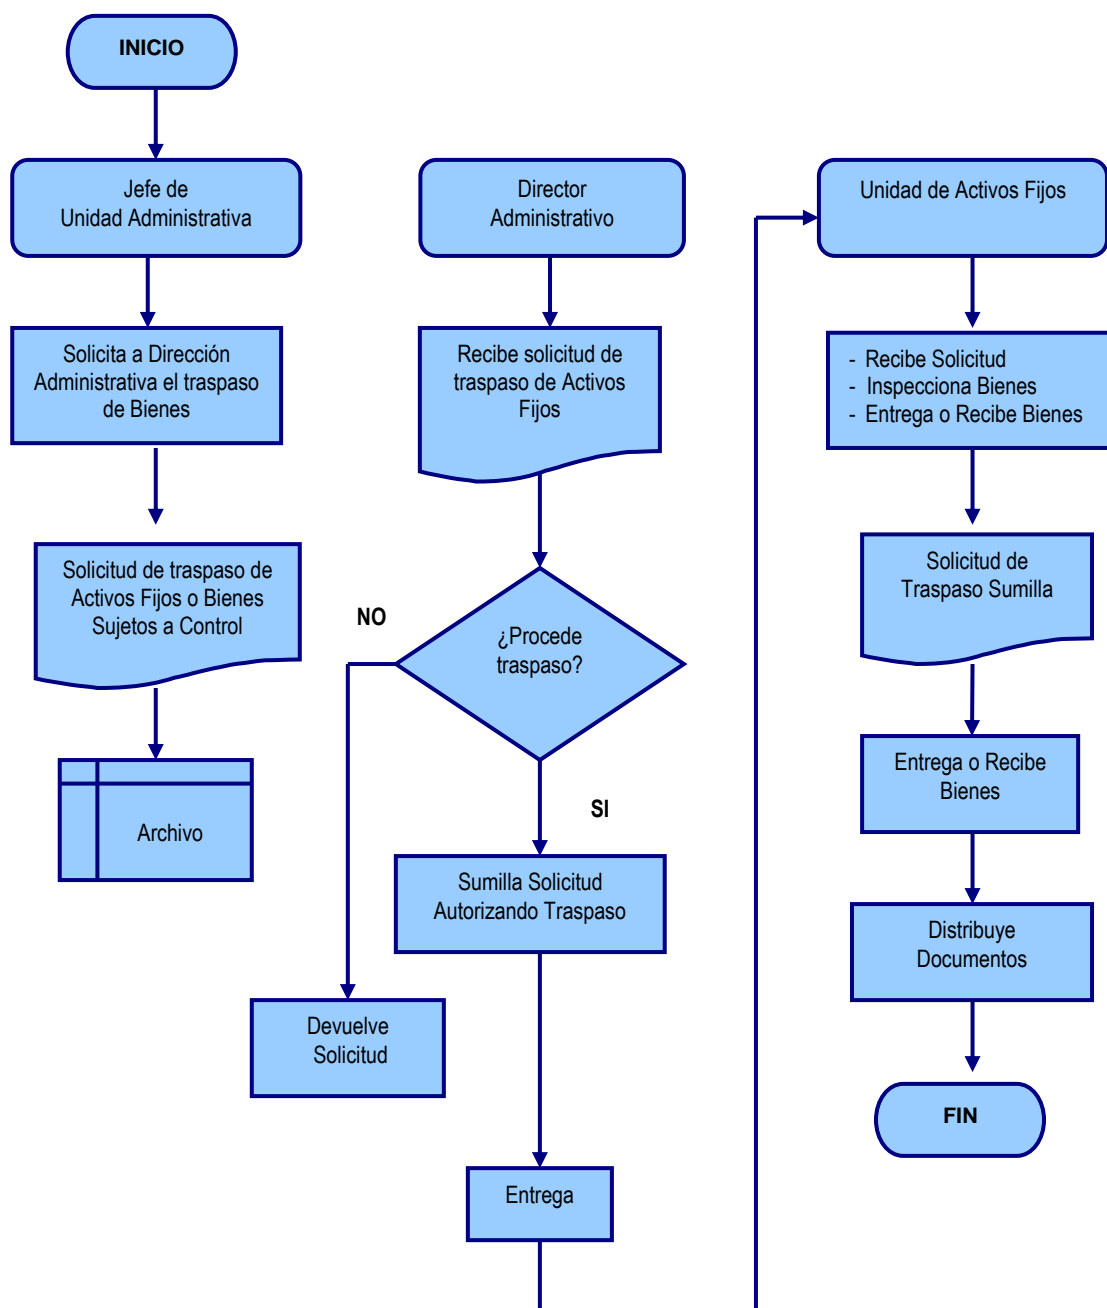 INICIO
Jefe de
Unidad Administrativa
Solicita a Dirección
Administrativa el traspaso
de Bienes
Solicitud de traspaso de
Activos Fijos o Bienes
Sujetos a Control
Archivo
Director
Administrativo
Recibe solicitud de
traspaso de Activos
Fijos
¿Procede
traspaso?
NO
SI
Devuelve
Solicitud
Sumilla Solicitud
Autorizando Traspaso
Entrega
Unidad de Activos Fijos
- Recibe Solicitud
- Inspecciona Bienes
- Entrega o Recibe Bienes
Solicitud de
Traspaso Sumilla
Entrega o Recibe
Bienes
Distribuye
Documentos
FIN